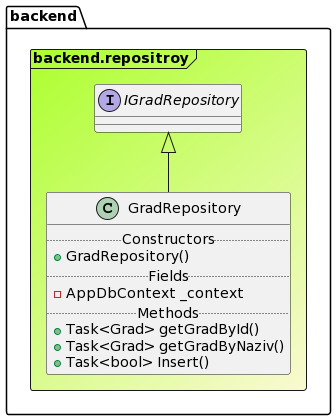 backend
backend.repositroy
I IGradRepository
C GradRepository
Constructors
GradRepository()
Fields
AppDbContext _context
Methods
Task<Grad> getGradById()
Task<Grad> getGradByNaziv()
Task<bool> Insert()